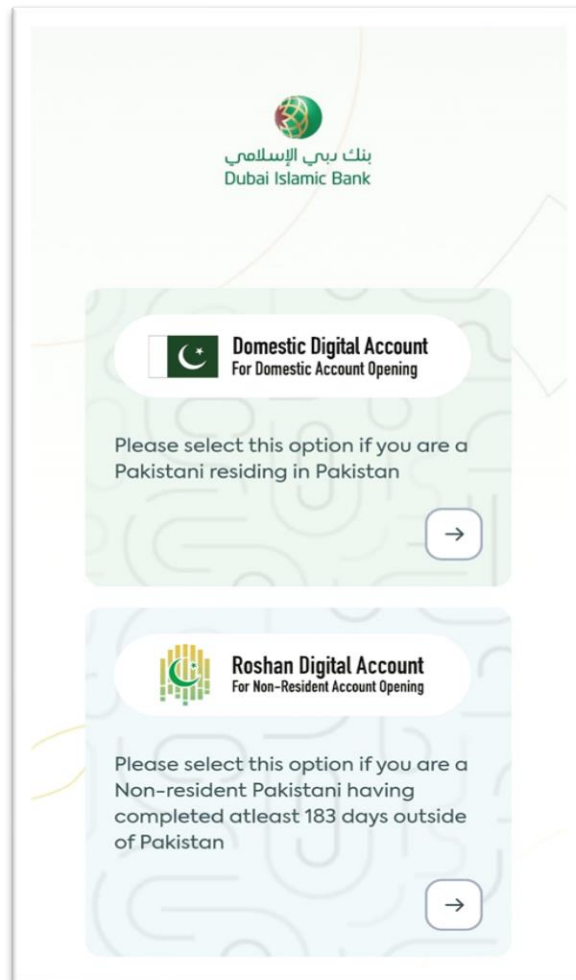 بنك دبي الإسلامي
Dubai Islamic Bank
Domestic Digital Account
For Domestic Account Opening
Please select this option if you are a
Pakistani residing in Pakistan
Roshan Digital Account
For Non-Resident Account Opening
Please select this option if you are a
Non-resident Pakistani having
completed atleast 183 days outside
of Pakistan